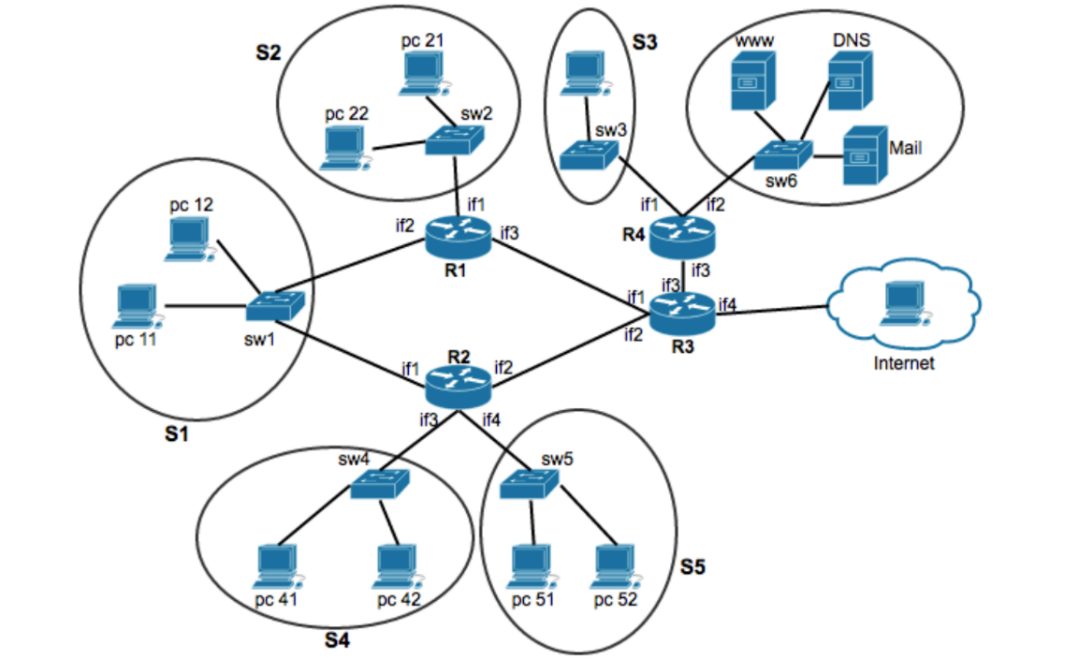 S2
pc 21
pc 22
sw2
S3
sw3
www
DNS
Mail
sw6
pc 12
pc 11
sw1
S1
if1
if2
if3
R1
if1
if2
R4
if3
if3
if1
if4
if2
R3
Internet
R2
if1
if2
if3
if4
sw4
pc 41
pc 42
S4
sw5
pc 51
pc 52
S5